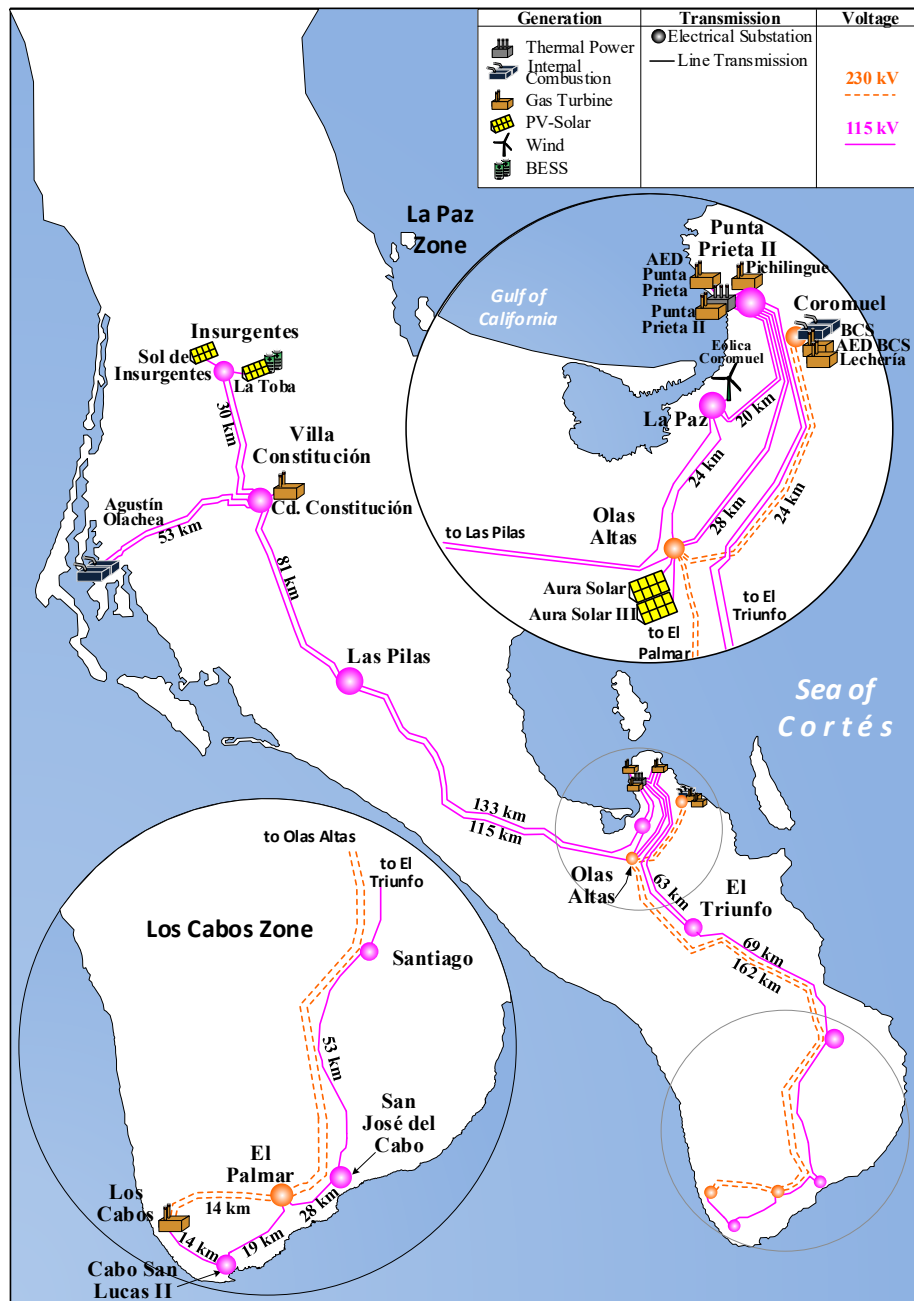 Generation
Transmission
Voltage
Thermal Power
Internal
Combustion
Gas Turbine
PV-Solar
Wind
BESS
Electrical Substation
Line Transmission
230 kV
115 kV
La Paz
Zone
Gulf of
California
Punta
Prieta II
AED
Punta
Prieta
Pichilingue
Punta
Prieta II
Coromuel
BCS
AED BCS
Lechería
Eólica
Coromuel
La Paz
20 km
24 km
28 km
24 km
Olas
Altas
to Las Pilas
Aura Solar
Aura Solar III
to El
Triunfo
to El
Palmar
Insurgentes
Sol de
Insurgentes
La Toba
30 km
Villa
Constitución
Cd. Constitución
Agustín
Olachea
53 km
81 km
Las Pilas
Sea of
Cortés
133 km
115 km
Olas
Altas
63 km
El
Triunfo
69 km
162 km
Los Cabos Zone
to Olas Altas
to El
Triunfo
Santiago
53 km
San
José del
Cabo
El
Palmar
Los
Cabos
14 km
28 km
19 km
14 km
Cabo San
Lucas II